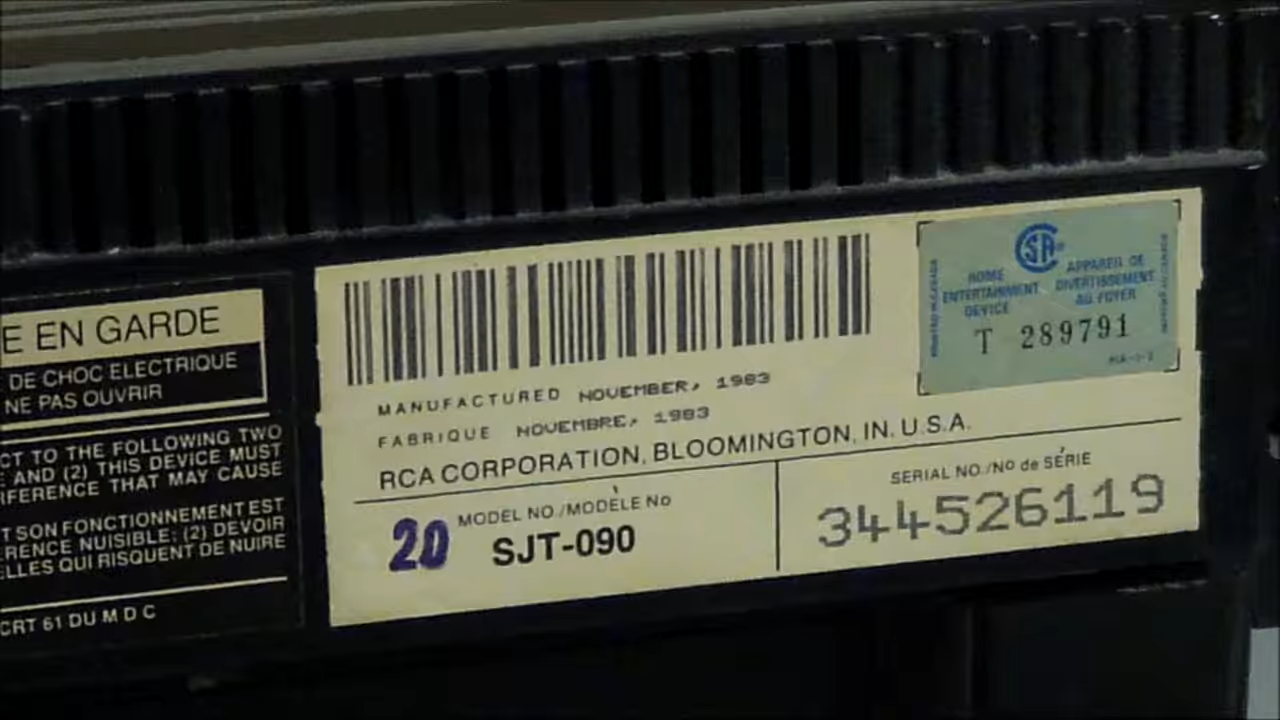 E EN GARDE
DE CHOC ELECTRIQUE
NE PAS OUVRIR
CT TO THE FOLLOWING TWO
E AND (2) THIS DEVICE MUST
RFERENCE THAT MAY CAUSE
T SON FONCTIONNEMENT EST
RENCE NUISIBLE: (2) DEVOIR
ELLES QUI RISQUENT DE NUIRE
CRT 61 DU M D C
MANUFACTURED NOVEMBER, 1983
FABRIQUE NOVEMBRE, 1983
RCA CORPORATION, BLOOMINGTON, IN. U.S.A.
20 MODEL NO./MODÈLE No
SJT-090
SERIAL NO./No de SÉRIE
344526119
SA
HOME
ENTERTAINMENT
DEVICE
APPAREIL DE
DIVERTISSEMENT
AU FOYER
T 289791